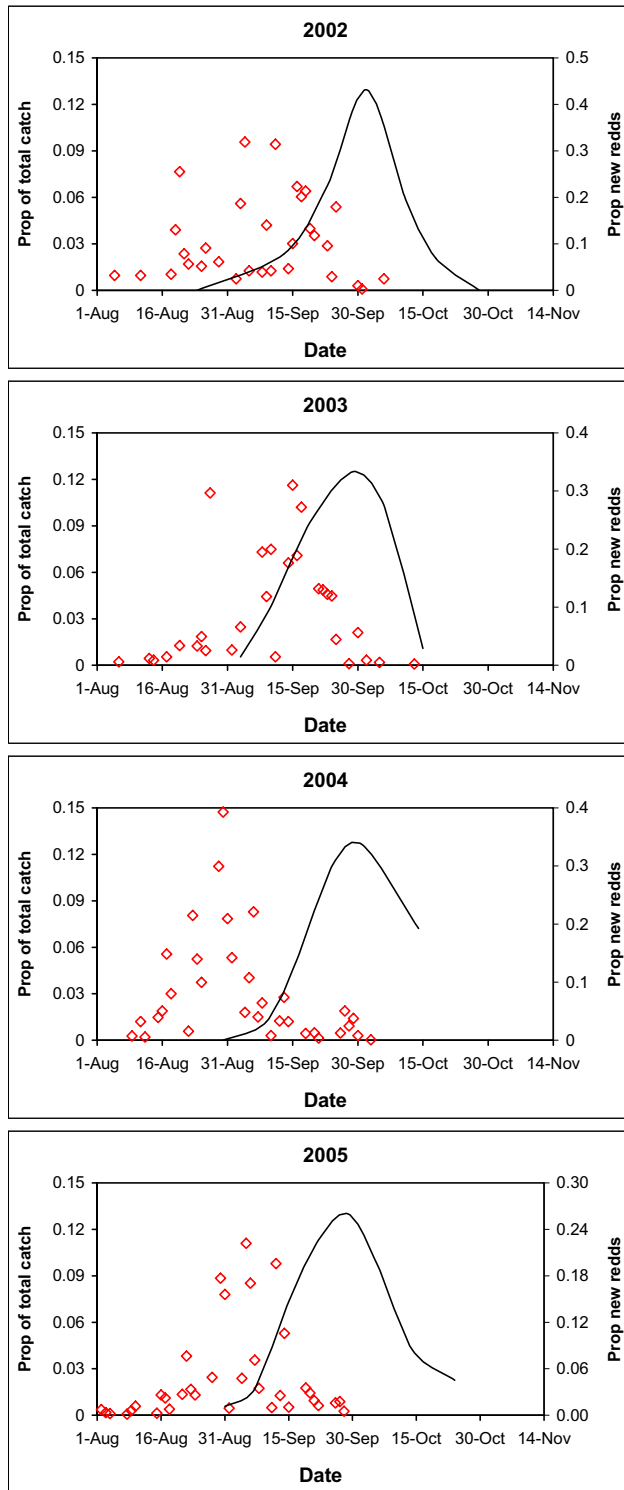 2002
0.15 0.5
0.12 0.4
0.09 0.3
0.06 0.2
0.03 0.1
0 0
Prop of total catch
Prop new redds
1-Aug 16-Aug 31-Aug 15-Sep 30-Sep 15-Oct 30-Oct 14-Nov
Date
2003
0.15 0.4
0.12 0.3
0.09 0.2
0.06 0.1
0.03 0
0
Prop of total catch
Prop new redds
1-Aug 16-Aug 31-Aug 15-Sep 30-Sep 15-Oct 30-Oct 14-Nov
Date
2004
0.15 0.4
0.12 0.3
0.09 0.2
0.06 0.1
0.03 0
0
Prop of total catch
Prop new redds
1-Aug 16-Aug 31-Aug 15-Sep 30-Sep 15-Oct 30-Oct 14-Nov
Date
2005
0.15 0.30
0.12 0.24
0.09 0.18
0.06 0.12
0.03 0.06
0 0.00
Prop of total catch
Prop new redds
1-Aug 16-Aug 31-Aug 15-Sep 30-Sep 15-Oct 30-Oct 14-Nov
Date